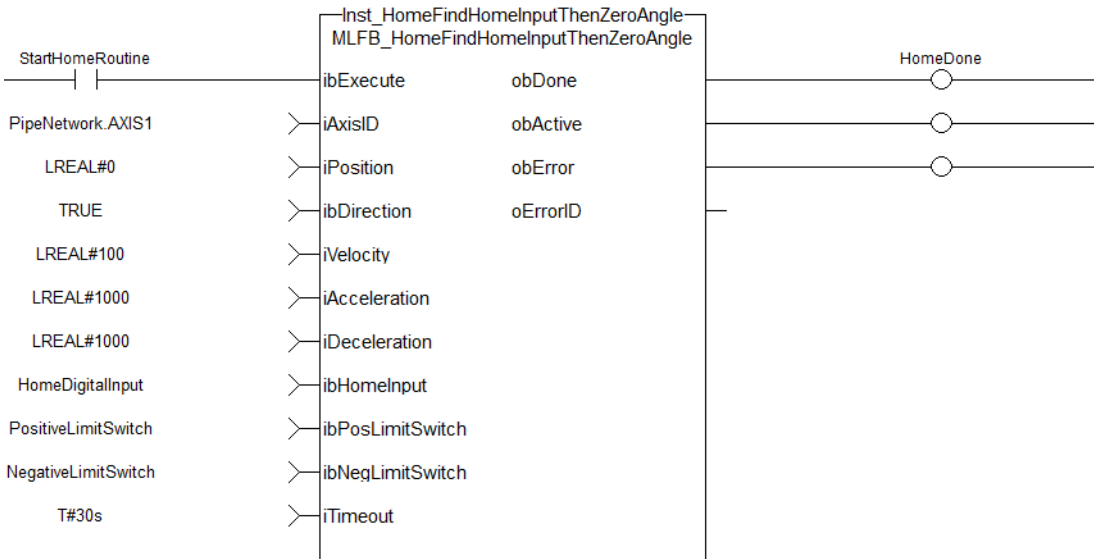 Inst_HomeFindHomeInputThenZeroAngle
MLFB_HomeFindHomeInputThenZeroAngle
StartHomeRoutine ibExecute obDone HomeDone
PipeNetwork.AXIS1 iAxisID obActive
LREAL#0 iPosition obError
TRUE ibDirection oErrorID
LREAL#100 iVelocity
LREAL#1000 iAcceleration
LREAL#1000 iDeceleration
HomeDigitalInput ibHomeInput
PositiveLimitSwitch ibPosLimitSwitch
NegativeLimitSwitch ibNegLimitSwitch
T#30s iTimeout